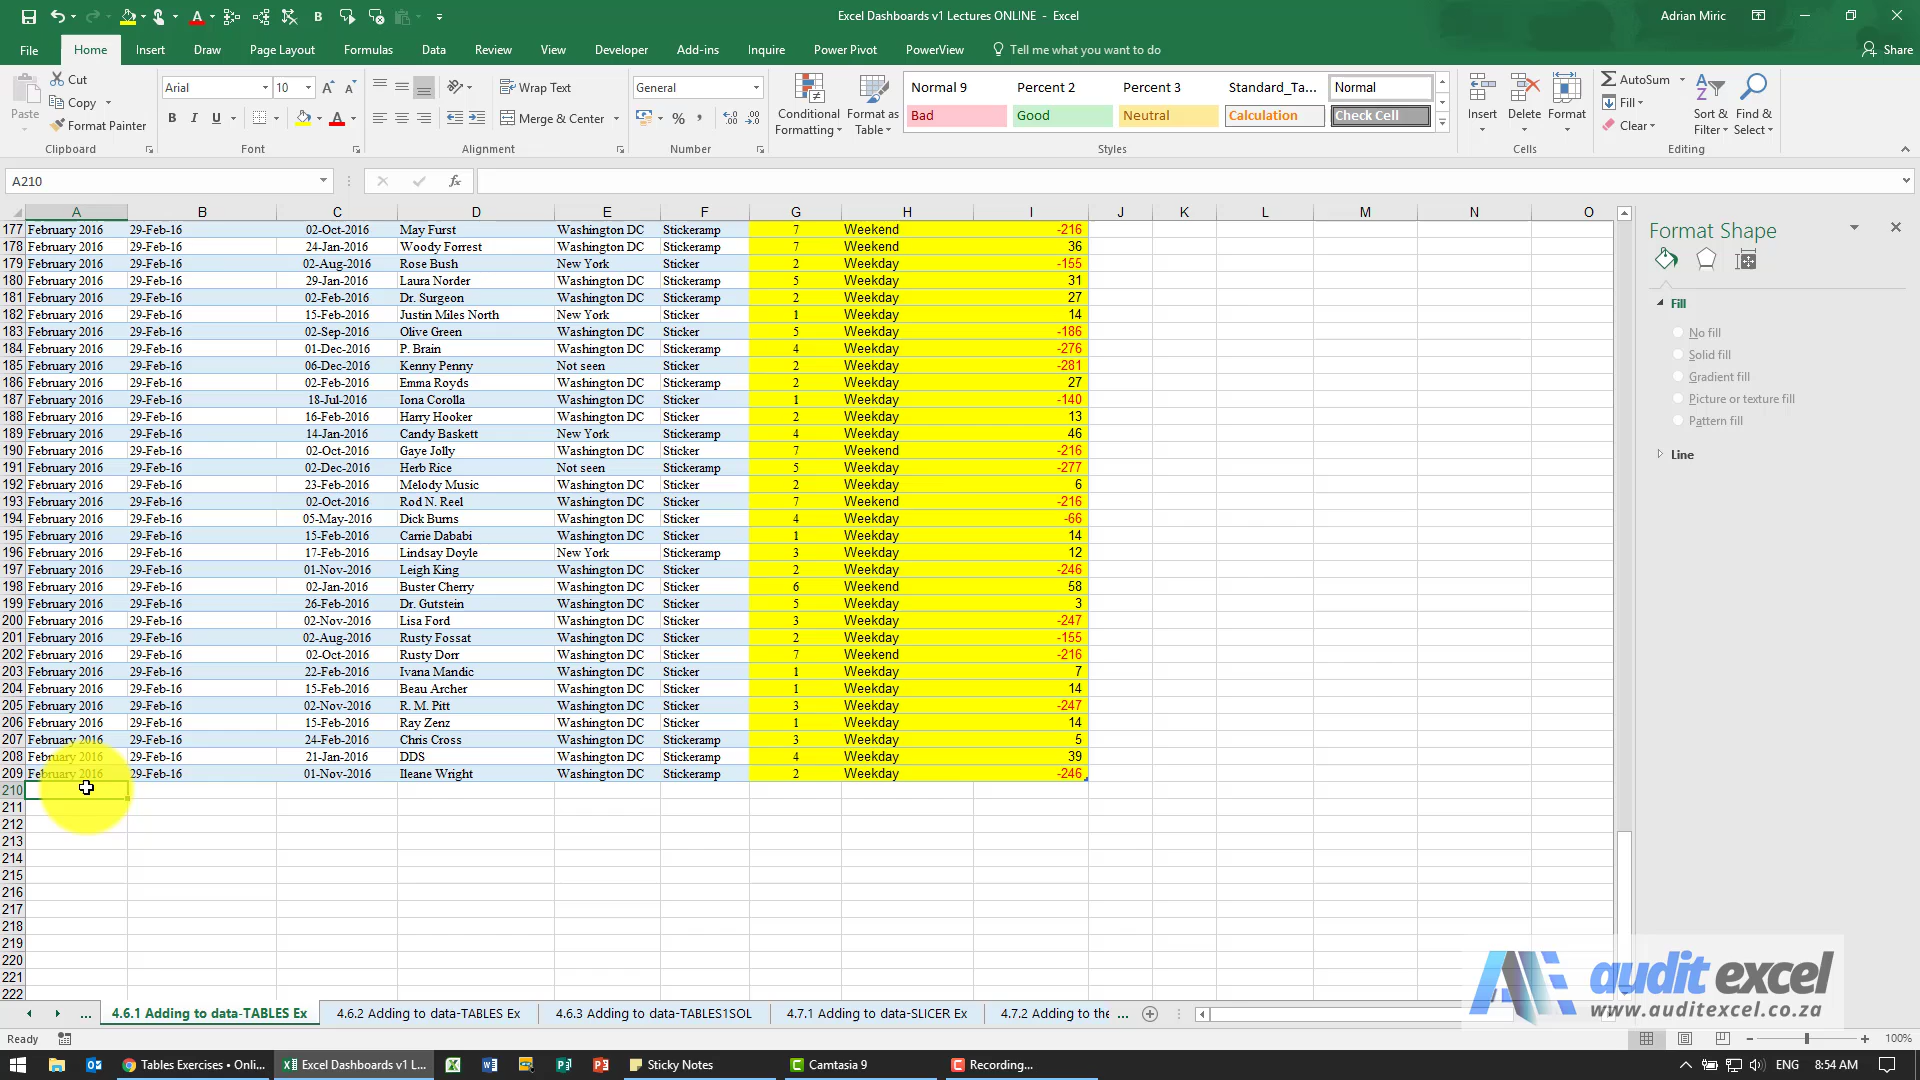 Excel Dashboards v1 Lectures ONLINE - Excel
Adrian Miric
File Home Insert Draw Page Layout Formulas Data Review View Developer Add-ins Inquire Power Pivot PowerView Tell me what you want to do Share
Paste Cut Copy Format Painter Clipboard
Arial 10 B I U Font
Wrap Text Merge & Center Alignment
General % Number
Conditional Formatting Format as Table
Normal 9 Percent 2 Percent 3 Standard_Ta... Normal
Bad Good Neutral Calculation Check Cell
Styles
Insert Delete Format Cells
AutoSum Fill Clear Sort & Filter Find & Select Editing
A210 fx
A B C D E F G H I J K L M N O
177 February 2016 29-Feb-16 02-Oct-2016 May Furst Washington DC Stickeramp 7 Weekend -216
178 February 2016 29-Feb-16 24-Jan-2016 Woody Forrest Washington DC Stickeramp 7 Weekend 36
179 February 2016 29-Feb-16 02-Aug-2016 Rose Bush New York Sticker 2 Weekday -155
180 February 2016 29-Feb-16 29-Jan-2016 Laura Norder Washington DC Stickeramp 5 Weekday 31
181 February 2016 29-Feb-16 02-Feb-2016 Dr. Surgeon Washington DC Stickeramp 2 Weekday 27
182 February 2016 29-Feb-16 15-Feb-2016 Justin Miles North New York Sticker 1 Weekday 14
183 February 2016 29-Feb-16 02-Sep-2016 Olive Green Washington DC Sticker 5 Weekday -186
184 February 2016 29-Feb-16 01-Dec-2016 P. Brain Washington DC Stickeramp 4 Weekday -276
185 February 2016 29-Feb-16 06-Dec-2016 Kenny Penny Not seen Sticker 2 Weekday -281
186 February 2016 29-Feb-16 02-Feb-2016 Emma Royds Washington DC Stickeramp 2 Weekday 27
187 February 2016 29-Feb-16 18-Jul-2016 Iona Corolla Washington DC Sticker 1 Weekday -140
188 February 2016 29-Feb-16 16-Feb-2016 Harry Hooker Washington DC Sticker 2 Weekday 13
189 February 2016 29-Feb-16 14-Jan-2016 Candy Baskett New York Stickeramp 4 Weekday 46
190 February 2016 29-Feb-16 02-Oct-2016 Gaye Jolly Washington DC Sticker 7 Weekend -216
191 February 2016 29-Feb-16 02-Dec-2016 Herb Rice Not seen Stickeramp 5 Weekday -277
192 February 2016 29-Feb-16 23-Feb-2016 Melody Music Washington DC Sticker 2 Weekday 6
193 February 2016 29-Feb-16 02-Oct-2016 Rod N. Reel Washington DC Sticker 7 Weekend -216
194 February 2016 29-Feb-16 05-May-2016 Dick Burns Washington DC Sticker 4 Weekday -66
195 February 2016 29-Feb-16 15-Feb-2016 Carrie Dababi Washington DC Sticker 1 Weekday 14
196 February 2016 29-Feb-16 17-Feb-2016 Lindsay Doyle New York Stickeramp 3 Weekday 12
197 February 2016 29-Feb-16 01-Nov-2016 Leigh King Washington DC Sticker 2 Weekday -246
198 February 2016 29-Feb-16 02-Jan-2016 Buster Cherry Washington DC Sticker 6 Weekend 58
199 February 2016 29-Feb-16 26-Feb-2016 Dr. Gutstein Washington DC Sticker 5 Weekday 3
200 February 2016 29-Feb-16 02-Nov-2016 Lisa Ford Washington DC Sticker 3 Weekday -247
201 February 2016 29-Feb-16 02-Aug-2016 Rusty Fossat Washington DC Sticker 2 Weekday -155
202 February 2016 29-Feb-16 02-Oct-2016 Rusty Dorr Washington DC Sticker 7 Weekend -216
203 February 2016 29-Feb-16 22-Feb-2016 Ivana Mandic Washington DC Sticker 1 Weekday 7
204 February 2016 29-Feb-16 15-Feb-2016 Beau Archer Washington DC Sticker 1 Weekday 14
205 February 2016 29-Feb-16 02-Nov-2016 R. M. Pitt Washington DC Sticker 3 Weekday -247
206 February 2016 29-Feb-16 15-Feb-2016 Ray Zenz Washington DC Sticker 1 Weekday 14
207 February 2016 29-Feb-16 24-Feb-2016 Chris Cross Washington DC Stickeramp 3 Weekday 5
208 February 2016 29-Feb-16 21-Jan-2016 DDS Washington DC Stickeramp 4 Weekday 39
209 February 2016 29-Feb-16 01-Nov-2016 Ileane Wright Washington DC Stickeramp 2 Weekday -246
210
211
212
213
214
215
216
217
218
219
220
221
222
Format Shape
Fill
No fill
Solid fill
Gradient fill
Picture or texture fill
Pattern fill
Line
audit excel
www.auditexcel.co.za
... 4.6.1 Adding to data-TABLES Ex 4.6.2 Adding to data-TABLES Ex 4.6.3 Adding to data-TABLES1SOL 4.7.1 Adding to data-SLICER Ex 4.7.2 Adding to the ...
Ready 100%
Tables Exercises • Onli... Excel Dashboards v1 L... Sticky Notes Camtasia 9 Recording... ENG 8:54 AM